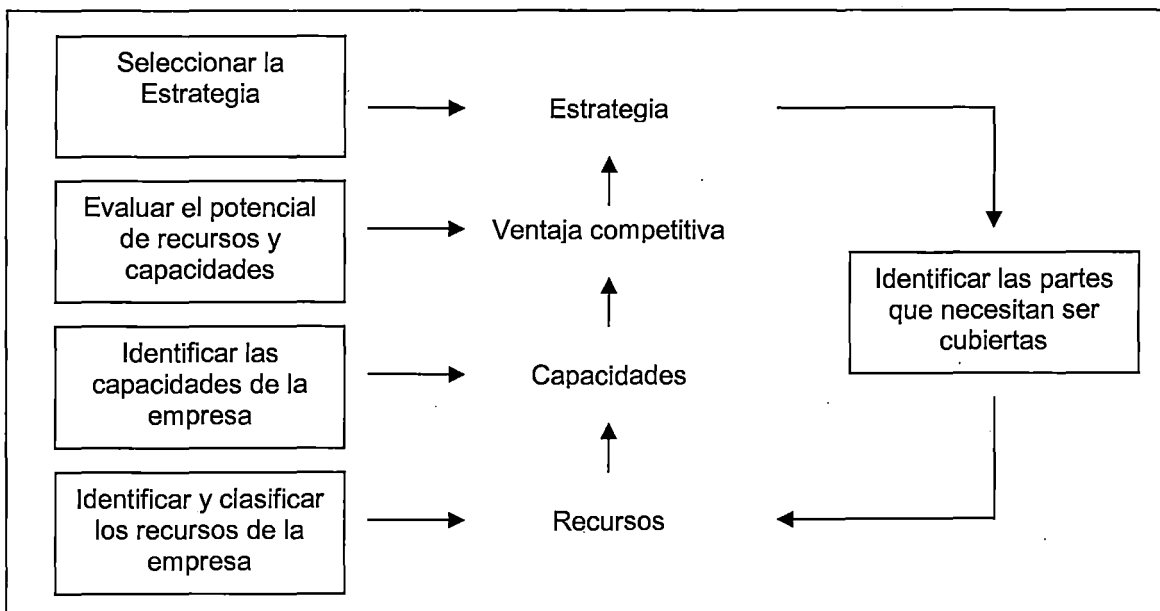 Seleccionar la
Estrategia
Estrategia
Evaluar el potencial
de recursos y
capacidades
Ventaja competitiva
Identificar las partes
que necesitan ser
cubiertas
Identificar las
capacidades de la
empresa
Capacidades
Identificar y clasificar
los recursos de la
empresa
Recursos